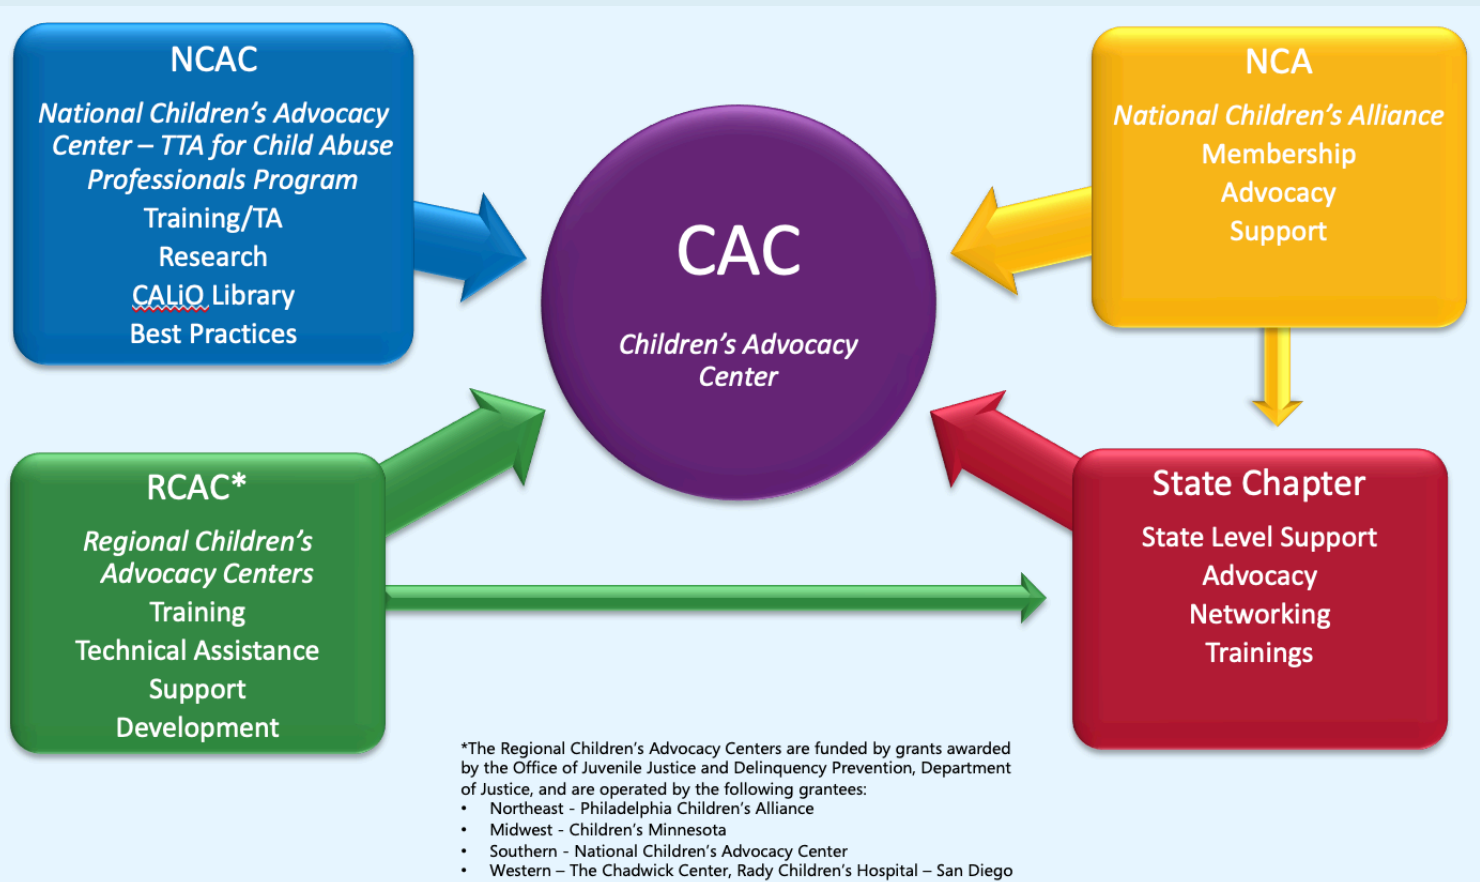 NCAC
National Children's Advocacy
Center – TTA for Child Abuse
Professionals Program
Training/TA
Research
CALiO Library
Best Practices
CAC
Children's Advocacy
Center
NCA
National Children's Alliance
Membership
Advocacy
Support
RCAC*
Regional Children's
Advocacy Centers
Training
Technical Assistance
Support
Development
State Chapter
State Level Support
Advocacy
Networking
Trainings
*The Regional Children's Advocacy Centers are funded by grants awarded
by the Office of Juvenile Justice and Delinquency Prevention, Department
of Justice, and are operated by the following grantees:
• Northeast - Philadelphia Children's Alliance
• Midwest - Children's Minnesota
• Southern - National Children's Advocacy Center
• Western – The Chadwick Center, Rady Children's Hospital – San Diego